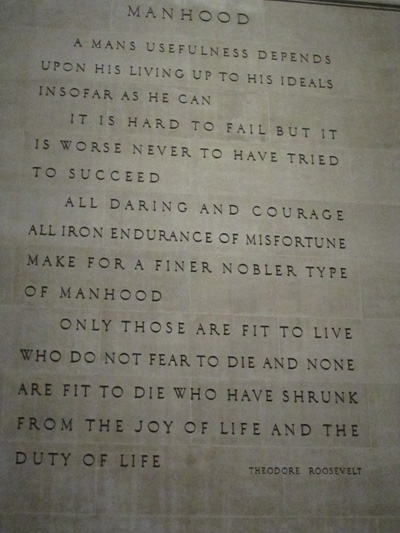 MANHOOD
A MANS USEFULNESS DEPENDS
UPON HIS LIVING UP TO HIS IDEALS
INSOFAR AS HE CAN
IT IS HARD TO FAIL BUT IT
IS WORSE NEVER TO HAVE TRIED
TO SUCCEED
ALL DARING AND COURAGE
ALL IRON ENDURANCE OF MISFORTUNE
MAKE FOR A FINER NOBLER TYPE
OF MANHOOD
ONLY THOSE ARE FIT TO LIVE
WHO DO NOT FEAR TO DIE AND NONE
ARE FIT TO DIE WHO HAVE SHRUNK
FROM THE JOY OF LIFE AND THE
DUTY OF LIFE
THEODORE ROOSEVELT